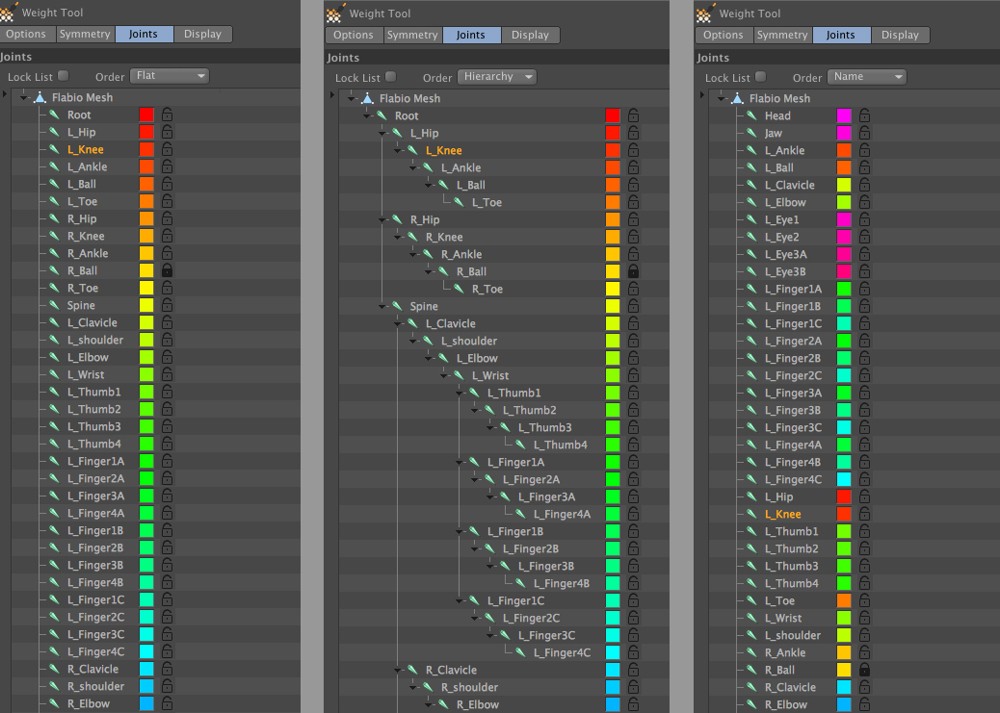 Weight Tool
Options Symmetry Joints Display
Joints
Lock List Order Flat
Flabio Mesh
Root
L_Hip
L_Knee
L_Ankle
L_Ball
L_Toe
R_Hip
R_Knee
R_Ankle
R_Ball
R_Toe
Spine
L_Clavicle
L_shoulder
L_Elbow
L_Wrist
L_Thumb1
L_Thumb2
L_Thumb3
L_Thumb4
L_Finger1A
L_Finger2A
L_Finger3A
L_Finger4A
L_Finger1B
L_Finger2B
L_Finger3B
L_Finger4B
L_Finger1C
L_Finger2C
L_Finger3C
L_Finger4C
R_Clavicle
R_shoulder
R_Elbow
Weight Tool
Options Symmetry Joints Display
Joints
Lock List Order Hierarchy
Flabio Mesh
Root
L_Hip
L_Knee
L_Ankle
L_Ball
L_Toe
R_Hip
R_Knee
R_Ankle
R_Ball
R_Toe
Spine
L_Clavicle
L_shoulder
L_Elbow
L_Wrist
L_Thumb1
L_Thumb2
L_Thumb3
L_Thumb4
L_Finger1A
L_Finger2A
L_Finger3A
L_Finger4A
L_Finger1B
L_Finger2B
L_Finger3B
L_Finger4B
L_Finger1C
L_Finger2C
L_Finger3C
L_Finger4C
R_Clavicle
R_shoulder
R_Elbow
Weight Tool
Options Symmetry Joints Display
Joints
Lock List Order Name
Flabio Mesh
Head
Jaw
L_Ankle
L_Ball
L_Clavicle
L_Elbow
L_Eye1
L_Eye2
L_Eye3A
L_Eye3B
L_Finger1A
L_Finger1B
L_Finger1C
L_Finger2A
L_Finger2B
L_Finger2C
L_Finger3A
L_Finger3B
L_Finger3C
L_Finger4A
L_Finger4B
L_Finger4C
L_Hip
L_Knee
L_Thumb1
L_Thumb2
L_Thumb3
L_Thumb4
L_Toe
L_Wrist
L_shoulder
R_Ankle
R_Ball
R_Clavicle
R_Elbow